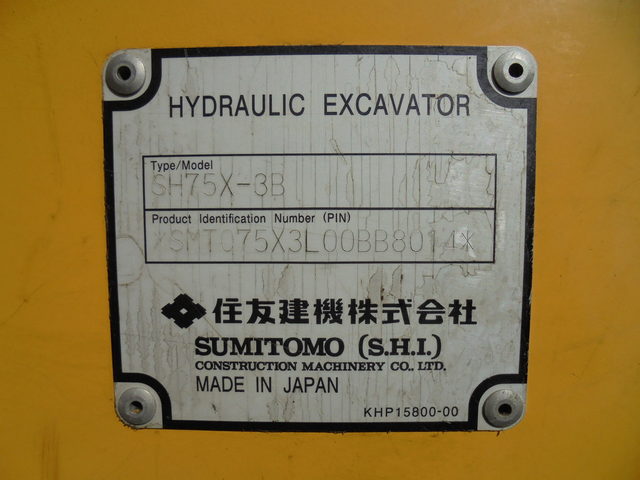 HYDRAULIC EXCAVATOR
Type/Model
SH75X-3B
Product Identification Number (PIN)
*SMT075X3L00BB8014*
住友建機株式会社
SUMITOMO (S.H.I.)
CONSTRUCTION MACHINERY CO., LTD.
MADE IN JAPAN
KHP15800-00